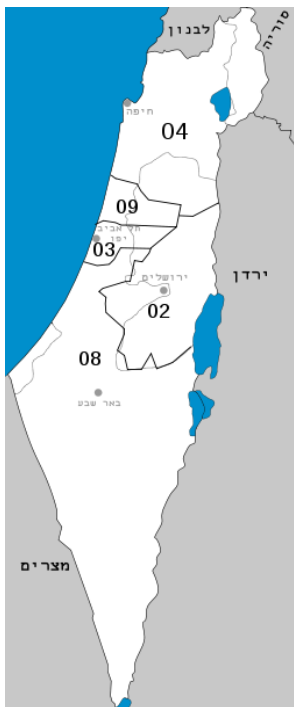 סוריה
לבנון
חיפה
04
09
תל אביב
יפו
03
ירושלים
ירדן
02
08
באר שבע
מצרים